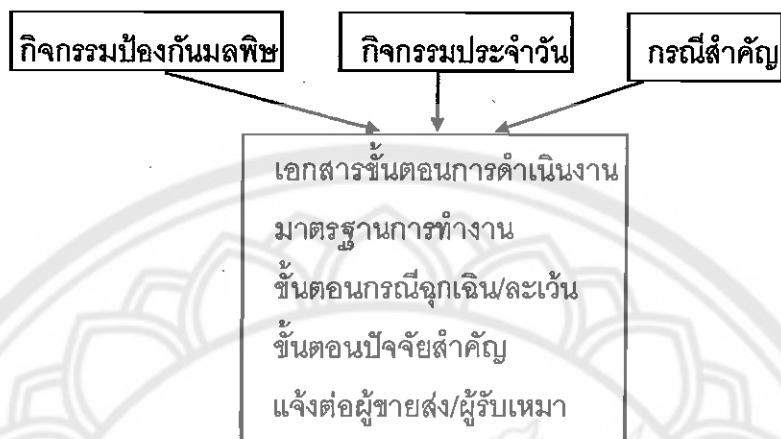 กิจกรรมป้องกันมลพิษ กิจกรรมประจำวัน กรณีสำคัญ
เอกสารขั้นตอนการดำเนินงาน
มาตรฐานการทำงาน
ขั้นตอนกรณีฉุกเฉิน/ละเว้น
ขั้นตอนปัจจัยสำคัญ
แจ้งต่อผู้ขายส่ง/ผู้รับเหมา